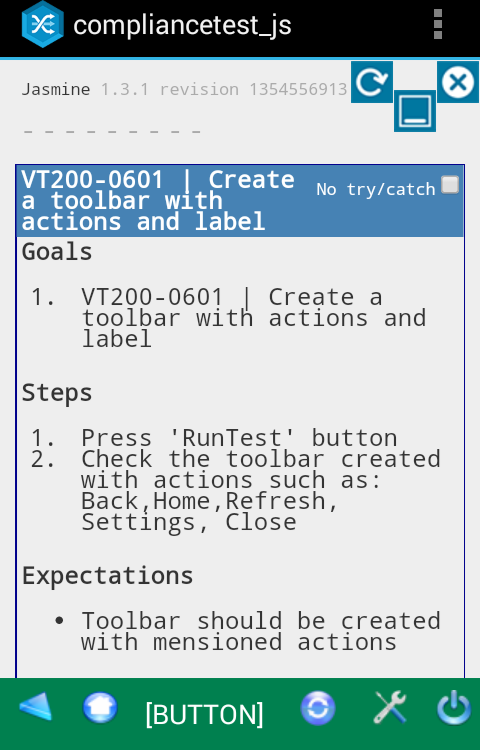 compliancetest_js
Jasmine 1.3.1 revision 1354556913
VT200-0601 | Create
a toolbar with
actions and label
No try/catch
Goals
1. VT200-0601 | Create a
toolbar with actions and
label
Steps
1. Press 'RunTest' button
2. Check the toolbar created
with actions such as:
Back,Home,Refresh,
Settings, Close
Expectations
• Toolbar should be created
with mensioned actions
[BUTTON]